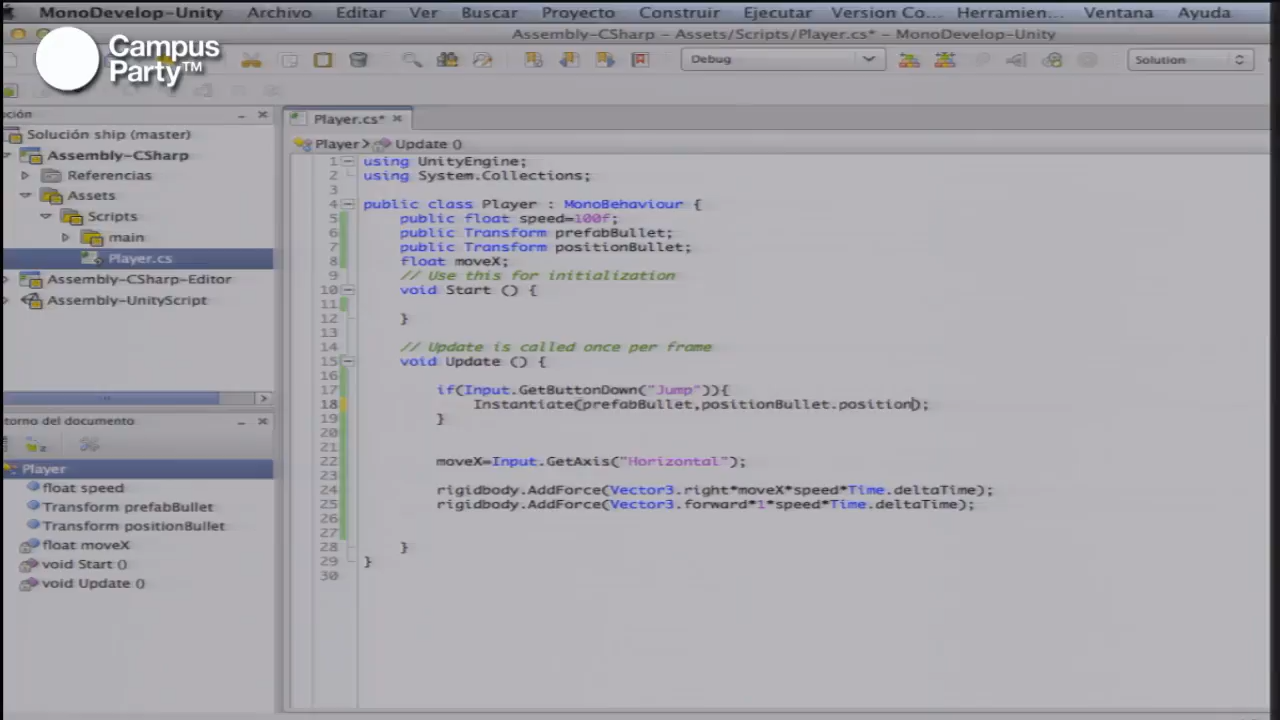 MonoDevelop-Unity Archivo Editar Ver Buscar Proyecto Construir Ejecutar Version Co... Herramien... Ventana Ayuda
Assembly-CSharp – Assets/Scripts/Player.cs* – MonoDevelop-Unity
Campus
Party™
Debug
Solution
ción
Solución ship (master)
Assembly-CSharp
Referencias
Assets
Scripts
main
Player.cs
Assembly-CSharp-Editor
Assembly-UnityScript
torno del documento
Player
float speed
Transform prefabBullet
Transform positionBullet
float moveX
void Start ()
void Update ()
Player.cs*
Player > Update ()
1 using UnityEngine;
2 using System.Collections;
3
4 public class Player : MonoBehaviour {
5 public float speed=100f;
6 public Transform prefabBullet;
7 public Transform positionBullet;
8 float moveX;
9 // Use this for initialization
10 void Start () {
11
12 }
13
14 // Update is called once per frame
15 void Update () {
16
17 if(Input.GetButtonDown("Jump")){
18 Instantiate(prefabBullet,positionBullet.position);
19 }
20
21
22 moveX=Input.GetAxis("Horizontal");
23
24 rigidbody.AddForce(Vector3.right*moveX*speed*Time.deltaTime);
25 rigidbody.AddForce(Vector3.forward*1*speed*Time.deltaTime);
26
27
28 }
29 }
30